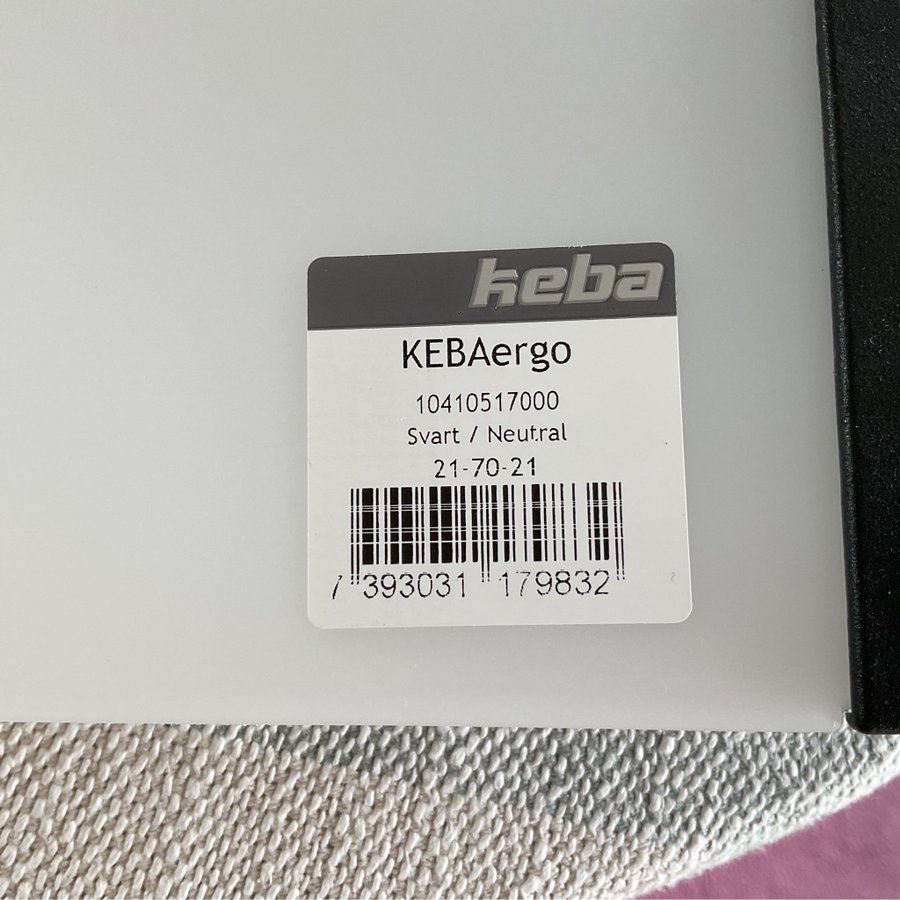 keba
KEBAergo
10410517000
Svart / Neutral
21-70-21
7 393031 179832